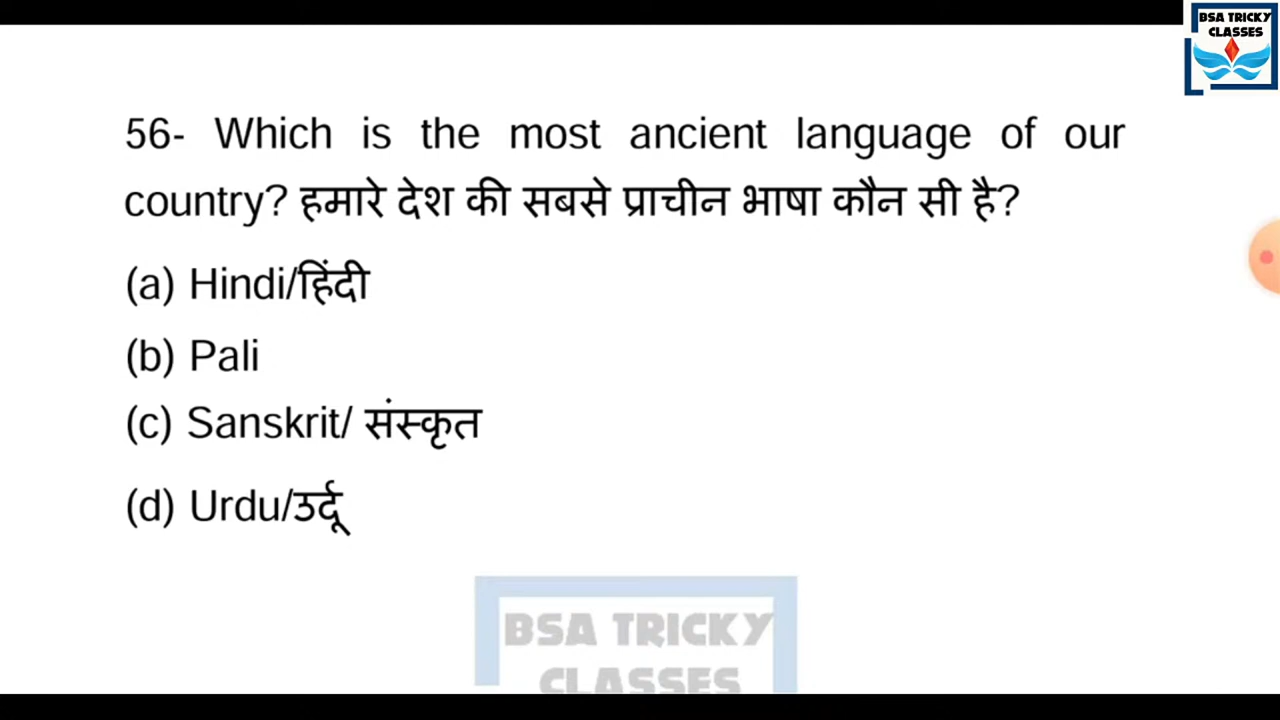 BSA TRICKY
CLASSES
56- Which is the most ancient language of our
country? हमारे देश की सबसे प्राचीन भाषा कौन सी है?
(a) Hindi/हिंदी
(b) Pali
(c) Sanskrit/ संस्कृत
(d) Urdu/उर्दू
BSA TRICKY
CLASSES